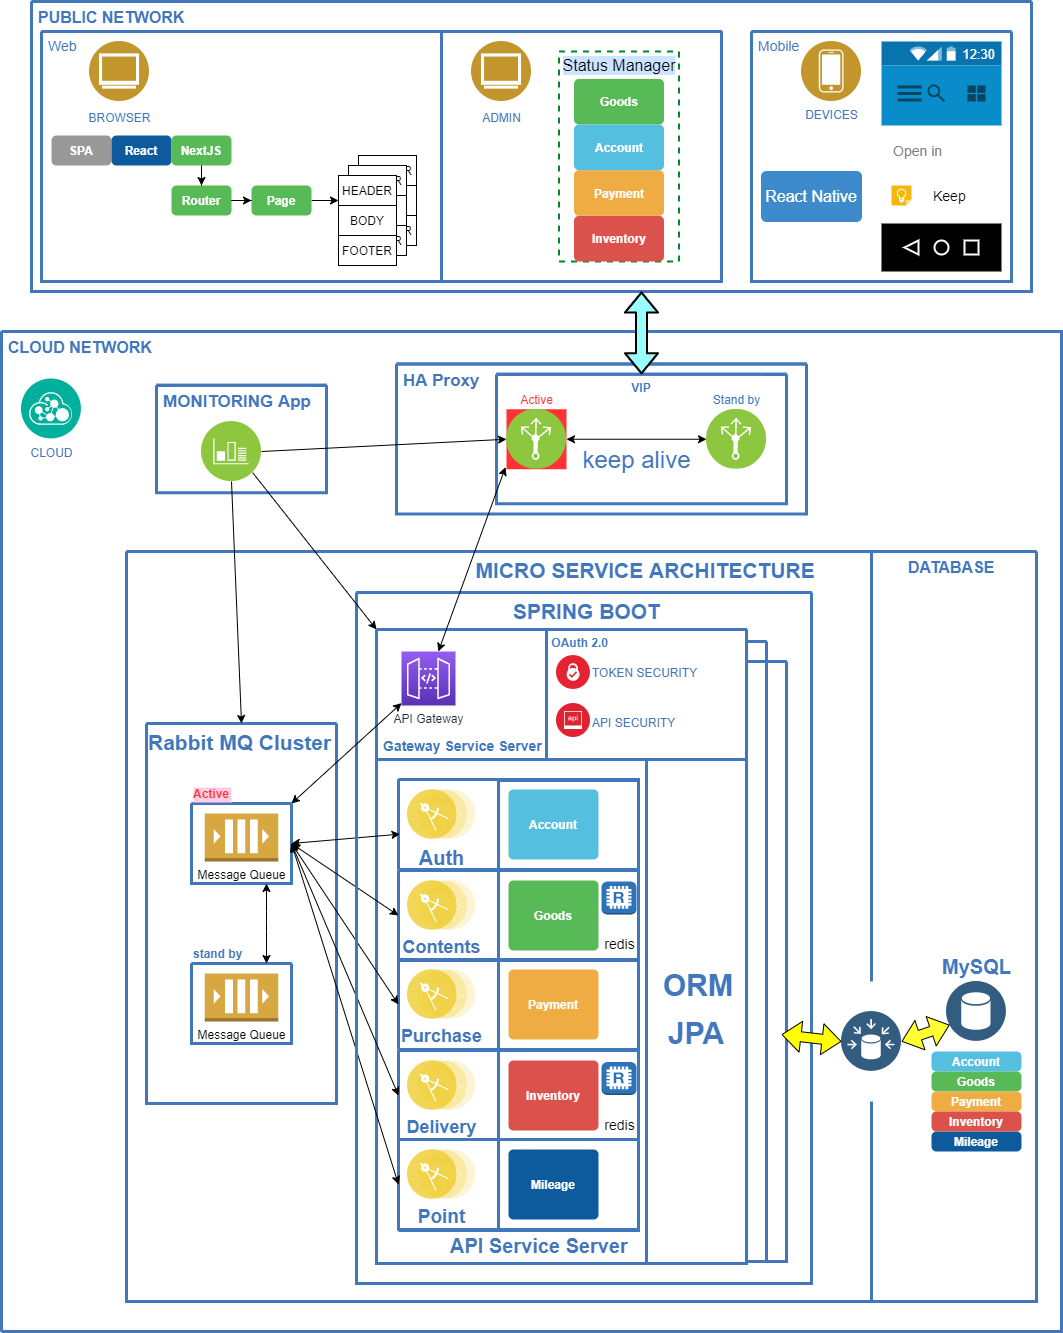 PUBLIC NETWORK
Web
BROWSER
SPA
React
NextJS
Router
Page
HEADER
BODY
FOOTER
R
R
R
R
ADMIN
Status Manager
Goods
Account
Payment
Inventory
Mobile
DEVICES
React Native
12:30
Open in
Keep
CLOUD NETWORK
CLOUD
MONITORING App
HA Proxy
VIP
Active
Stand by
keep alive
MICRO SERVICE ARCHITECTURE
DATABASE
SPRING BOOT
API Gateway
Gateway Service Server
OAuth 2.0
TOKEN SECURITY
api
API SECURITY
Rabbit MQ Cluster
Active
Message Queue
stand by
Message Queue
Auth
Account
Contents
Goods
R
redis
Purchase
Payment
Delivery
Inventory
R
redis
Point
Mileage
API Service Server
ORM
JPA
MySQL
Account
Goods
Payment
Inventory
Mileage